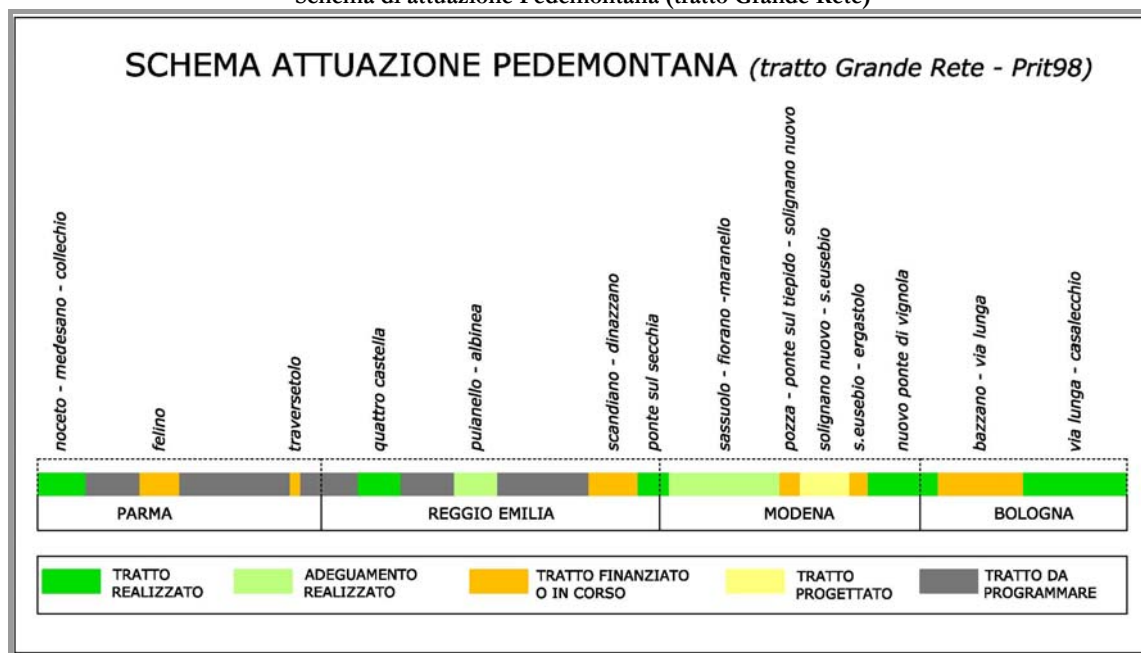 Schema di attuazione Pedemontana (tratto Grande Rete)
SCHEMA ATTUAZIONE PEDEMONTANA (tratto Grande Rete - Prit98)
noceto - medesano - collechio
felino
traversetolo
quattro castella
puianello - albinea
scandiano - dinazzano
ponte sul secchia
sassuolo - fiorano -maranello
pozza - ponte sul tiepido - solignano nuovo
solignano nuovo - s.eusebio
s.eusebio - ergastolo
nuovo ponte di vignola
bazzano - via lunga
via lunga - casalecchio
PARMA
REGGIO EMILIA
MODENA
BOLOGNA
TRATTO
REALIZZATO
ADEGUAMENTO
REALIZZATO
TRATTO FINANZIATO
O IN CORSO
TRATTO
PROGETTATO
TRATTO DA
PROGRAMMARE